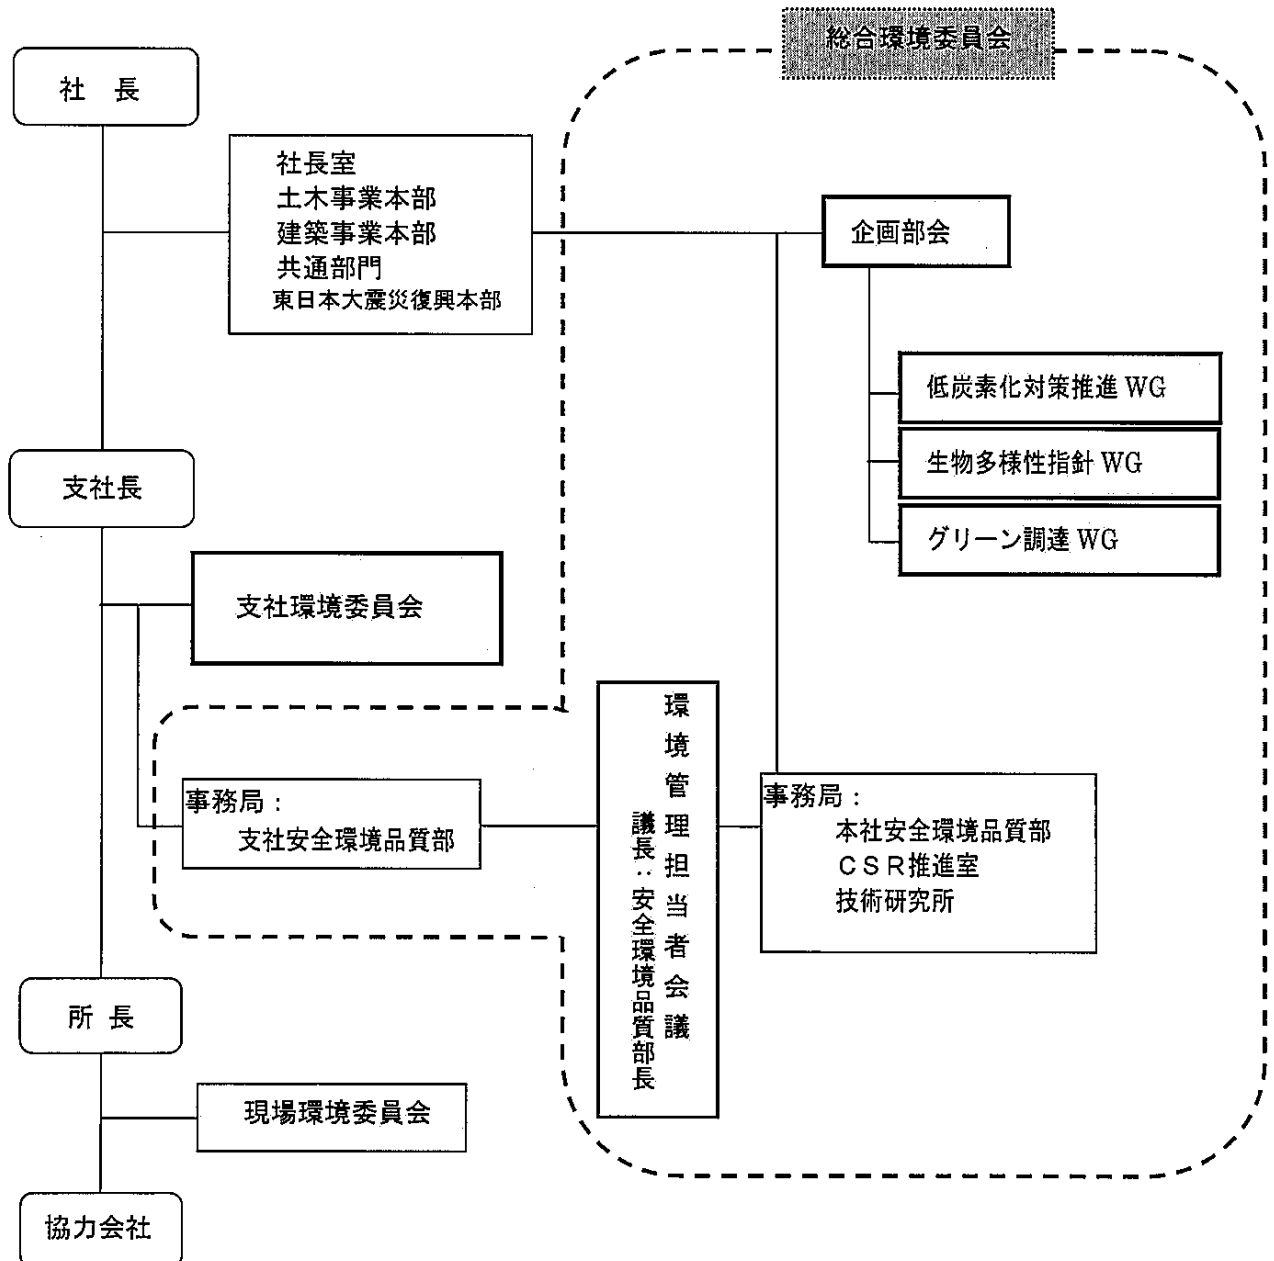 総合環境委員会
社 長
社長室
土木事業本部
建築事業本部
共通部門
東日本大震災復興本部
企画部会
低炭素化対策推進 WG
生物多様性指針 WG
グリーン調達 WG
支社長
支社環境委員会
事務局：
支社安全環境品質部
環境管理担当者会議
議長：安全環境品質部長
事務局：
本社安全環境品質部
ＣＳＲ推進室
技術研究所
所 長
現場環境委員会
協力会社